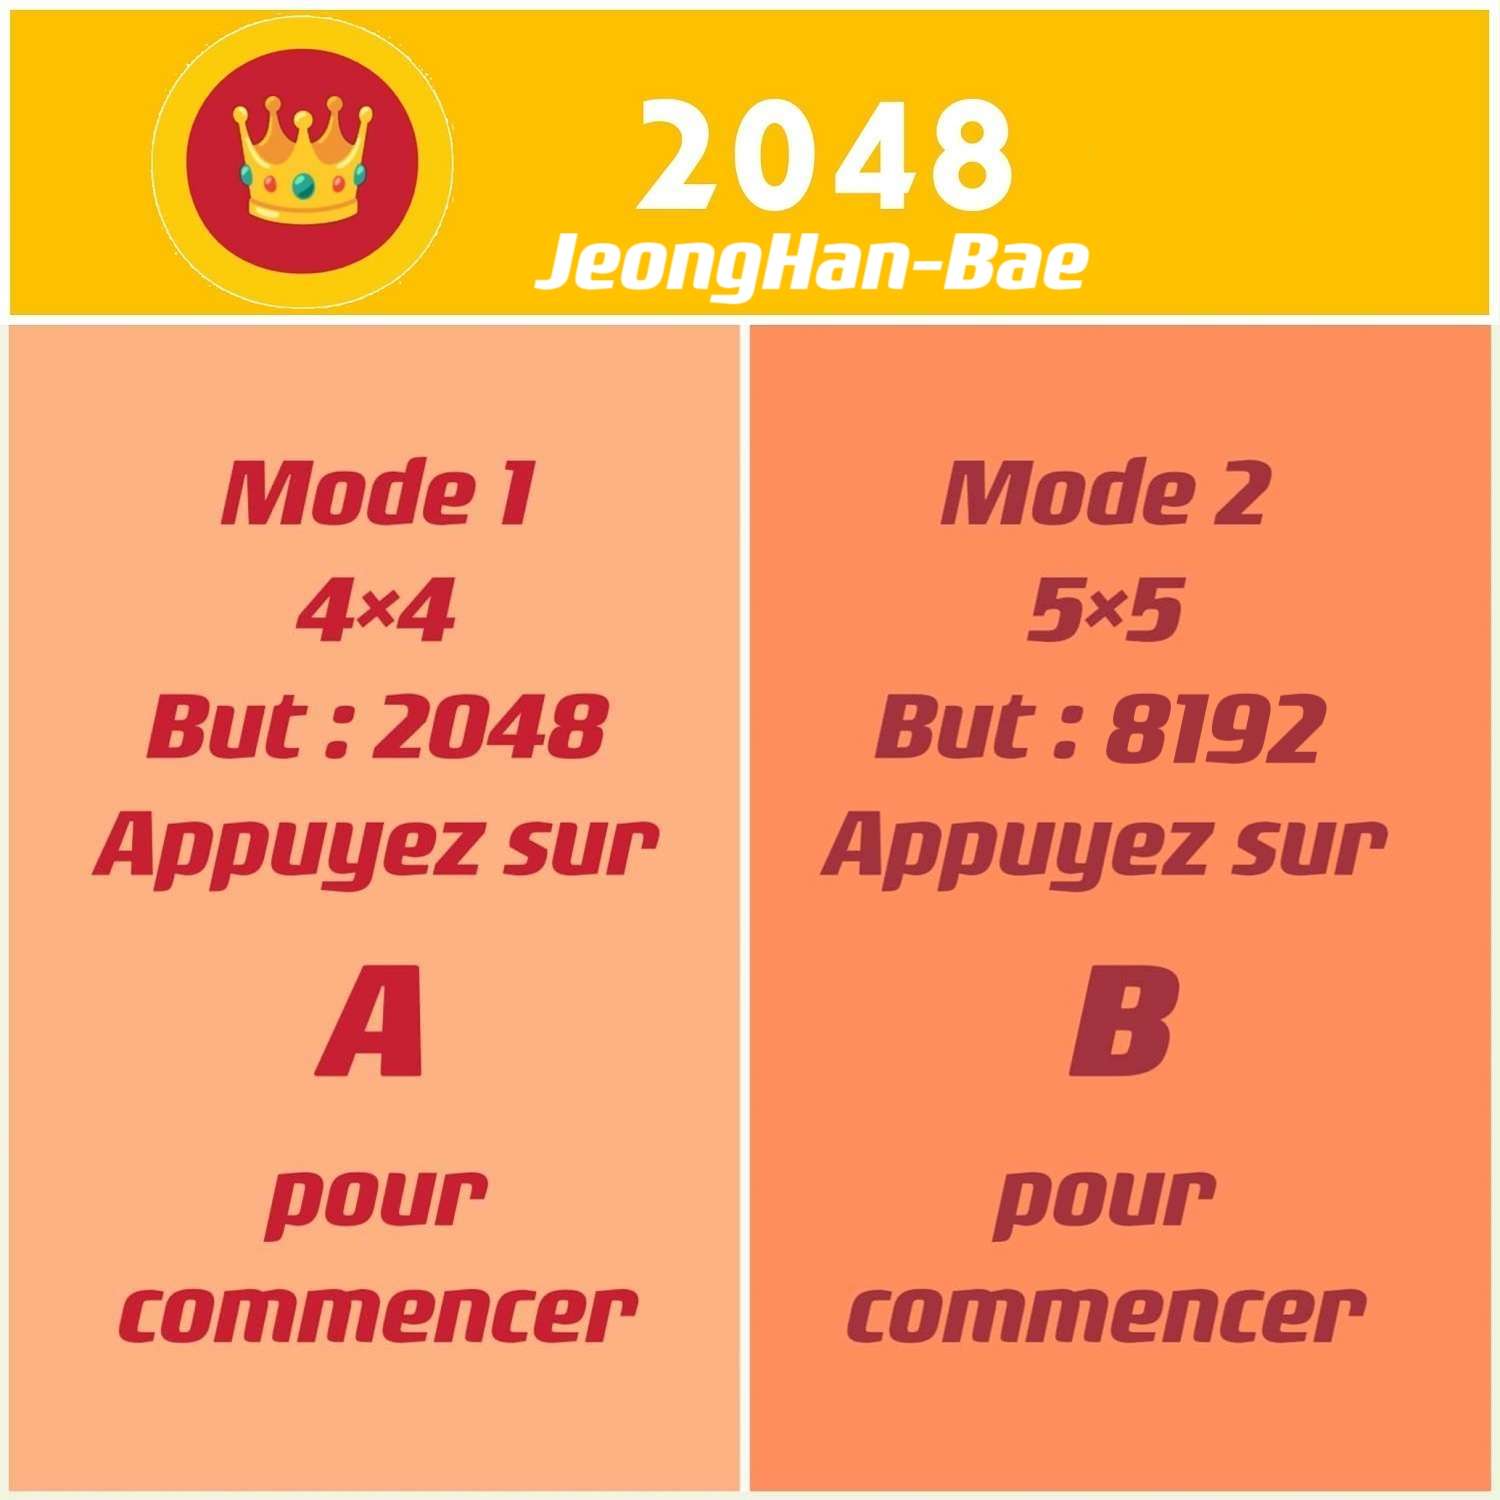 2048
JeongHan-Bae
Mode 1
4×4
But : 2048
Appuyez sur
A
pour
commencer
Mode 2
5×5
But : 8192
Appuyez sur
B
pour
commencer